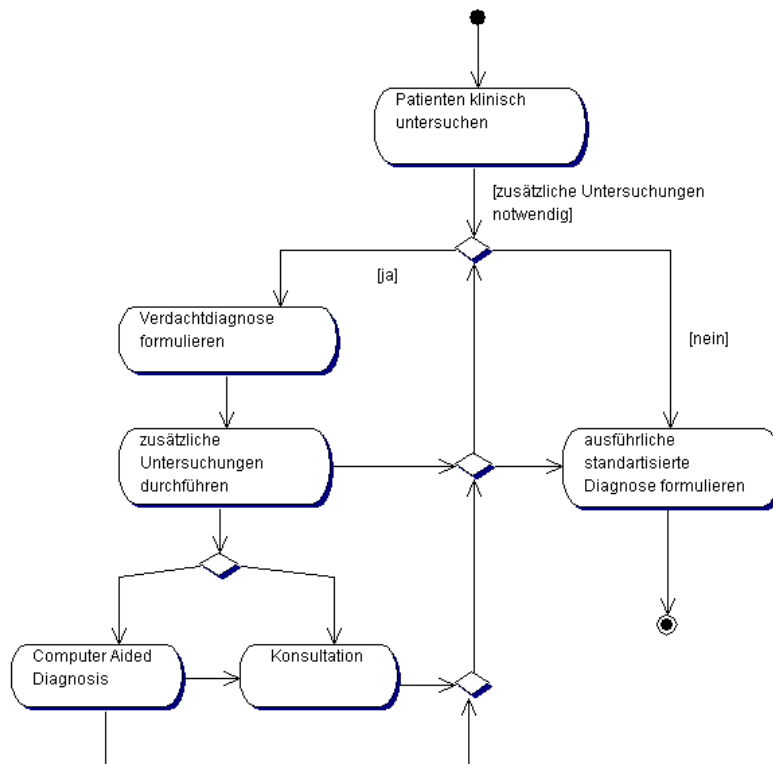 Patienten klinisch
untersuchen
[zusätzliche Untersuchungen
notwendig]
[ja]
Verdachtdiagnose
formulieren
[nein]
zusätzliche
Untersuchungen
durchführen
ausführliche
standartisierte
Diagnose formulieren
Computer Aided
Diagnosis
Konsultation